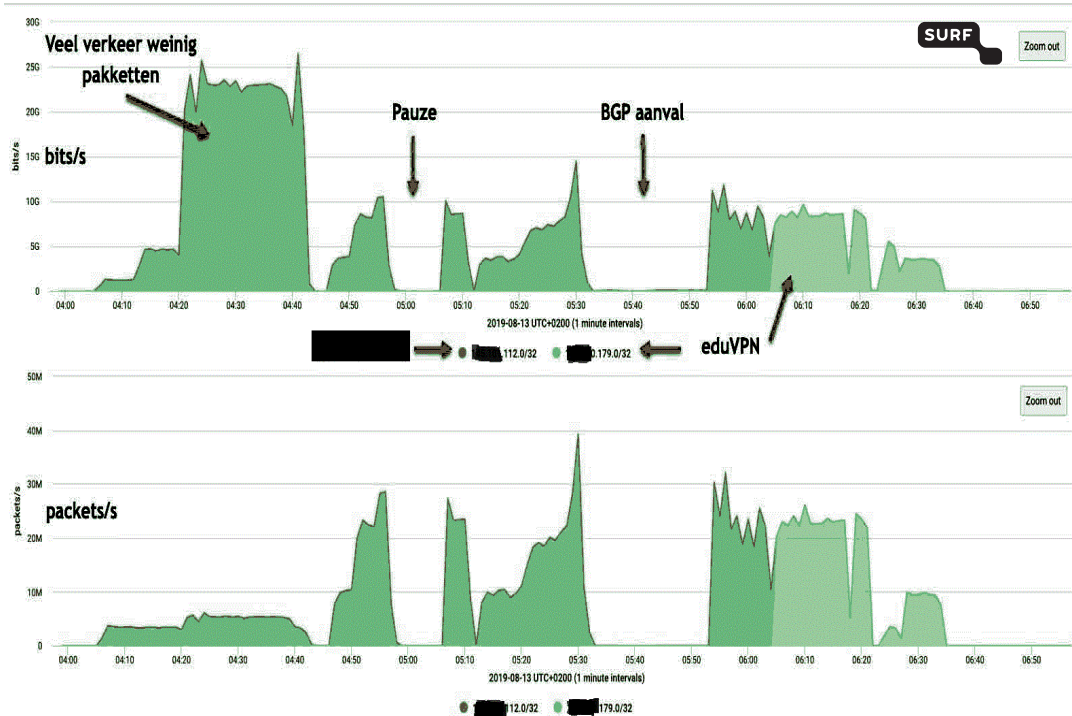 30G
Veel verkeer weinig
pakketten
SURF
Zoom out
25G
20G
Pauze
BGP aanval
bits/s
bits/s
15G
10G
5G
0
04:00 04:10 04:20 04:30 04:40 04:50 05:00 05:10 05:20 05:30 05:40 05:50 06:00 06:10 06:20 06:30 06:40 06:50
2019-08-13 UTC+0200 (1 minute intervals)
112.0/32 0.179.0/32 eduVPN
50M
Zoom out
40M
30M
packets/s
packets/s
20M
10M
0
04:00 04:10 04:20 04:30 04:40 04:50 05:00 05:10 05:20 05:30 05:40 05:50 06:00 06:10 06:20 06:30 06:40 06:50
2019-08-13 UTC+0200 (1 minute intervals)
112.0/32 179.0/32